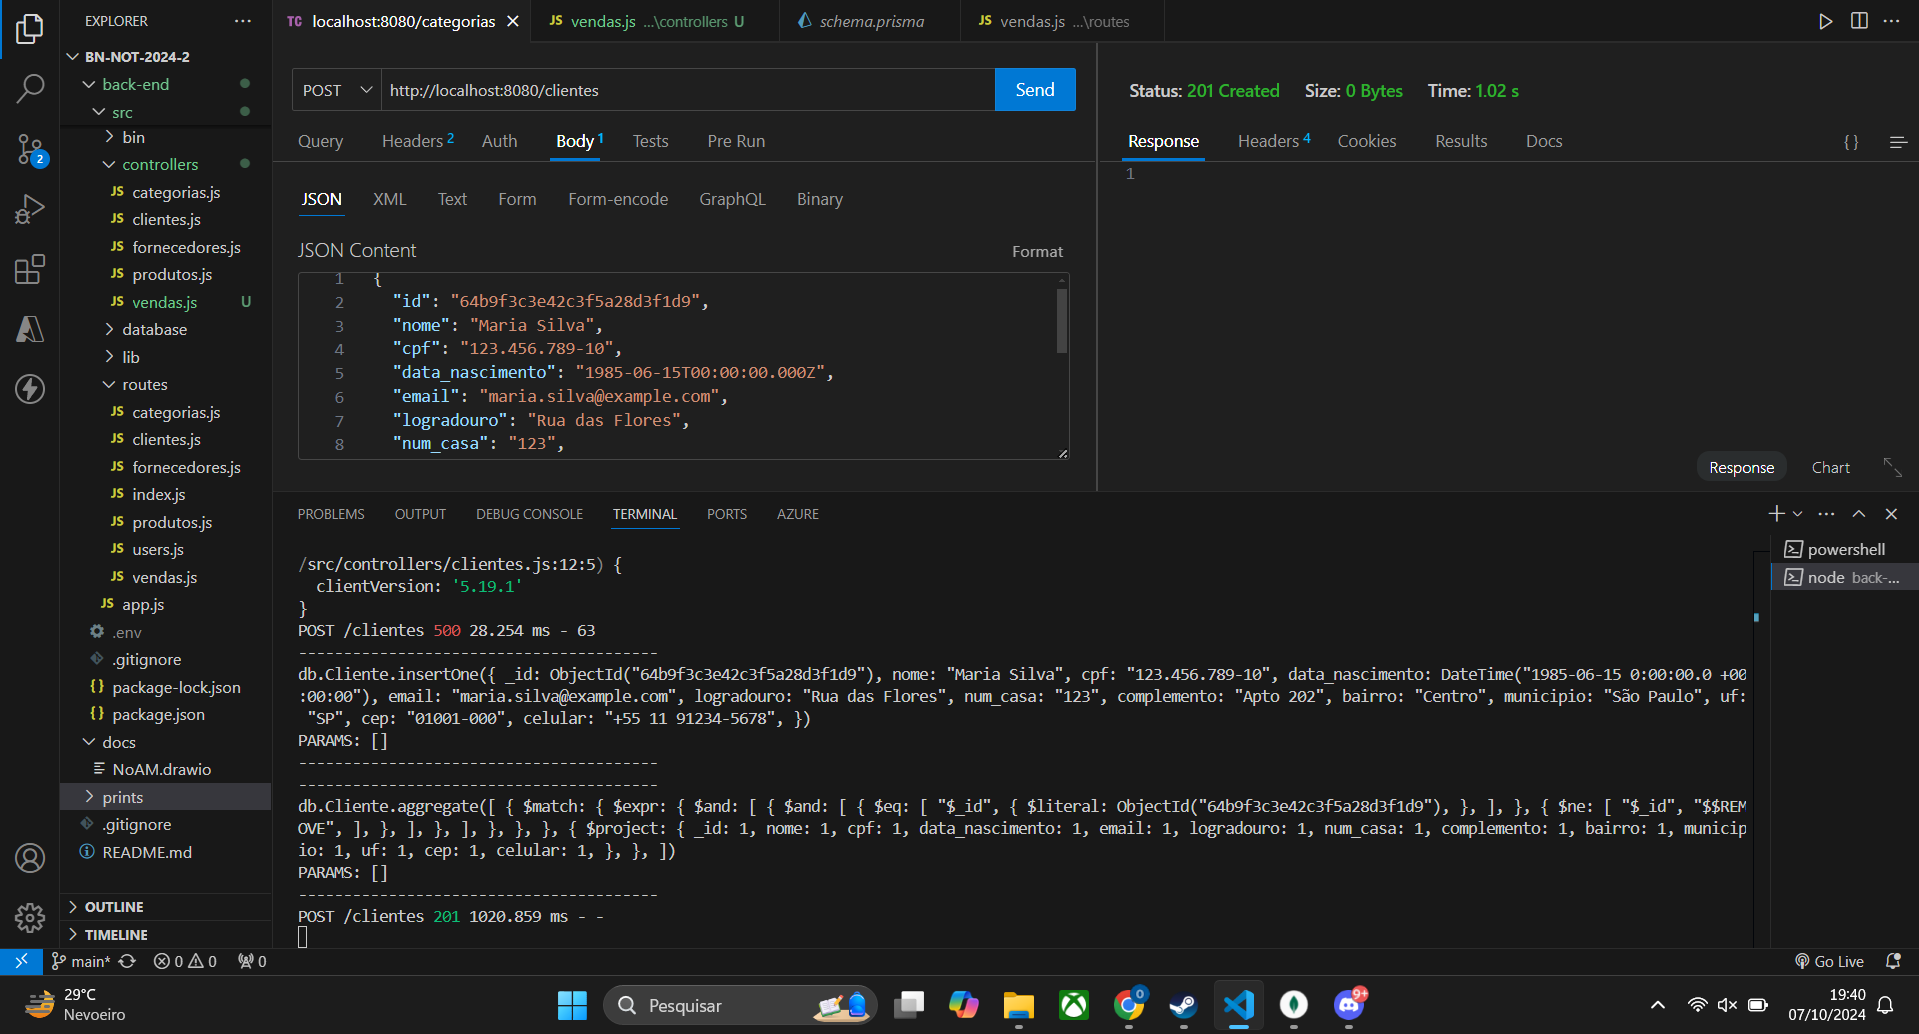 EXPLORER
BN-NOT-2024-2
back-end
src
bin
controllers
JS categorias.js
JS clientes.js
JS fornecedores.js
JS produtos.js
JS vendas.js U
database
lib
routes
JS categorias.js
JS clientes.js
JS fornecedores.js
JS index.js
JS produtos.js
JS users.js
JS vendas.js
JS app.js
.env
.gitignore
{} package-lock.json
{} package.json
docs
NoAM.drawio
prints
.gitignore
README.md
OUTLINE
TIMELINE
2
TC localhost:8080/categorias
JS vendas.js ...\controllers U
schema.prisma
JS vendas.js ...\routes
POST http://localhost:8080/clientes Send
Query Headers 2 Auth Body 1 Tests Pre Run
JSON XML Text Form Form-encode GraphQL Binary
JSON Content Format
1 {
2 "id": "64b9f3c3e42c3f5a28d3f1d9",
3 "nome": "Maria Silva",
4 "cpf": "123.456.789-10",
5 "data_nascimento": "1985-06-15T00:00:00.000Z",
6 "email": "maria.silva@example.com",
7 "logradouro": "Rua das Flores",
8 "num_casa": "123",
Status: 201 Created Size: 0 Bytes Time: 1.02 s
Response Headers 4 Cookies Results Docs {}
1
Response Chart
PROBLEMS OUTPUT DEBUG CONSOLE TERMINAL PORTS AZURE
/src/controllers/clientes.js:12:5) {
clientVersion: '5.19.1'
}
POST /clientes 500 28.254 ms - 63
----------------------------------------
db.Cliente.insertOne({ _id: ObjectId("64b9f3c3e42c3f5a28d3f1d9"), nome: "Maria Silva", cpf: "123.456.789-10", data_nascimento: DateTime("1985-06-15 0:00:00.0 +00
:00:00"), email: "maria.silva@example.com", logradouro: "Rua das Flores", num_casa: "123", complemento: "Apto 202", bairro: "Centro", municipio: "São Paulo", uf:
"SP", cep: "01001-000", celular: "+55 11 91234-5678", })
PARAMS: []
----------------------------------------
----------------------------------------
db.Cliente.aggregate([ { $match: { $expr: { $and: [ { $and: [ { $eq: [ "$_id", { $literal: ObjectId("64b9f3c3e42c3f5a28d3f1d9"), }, ], }, { $ne: [ "$_id", "$$REM
OVE", ], }, ], }, ], }, }, }, { $project: { _id: 1, nome: 1, cpf: 1, data_nascimento: 1, email: 1, logradouro: 1, num_casa: 1, complemento: 1, bairro: 1, municip
io: 1, uf: 1, cep: 1, celular: 1, }, }, ])
PARAMS: []
----------------------------------------
POST /clientes 201 1020.859 ms - -
powershell
node back-...
main* 0 0 0
Go Live
29°C
Nevoeiro
Pesquisar
0
9+
19:40
07/10/2024